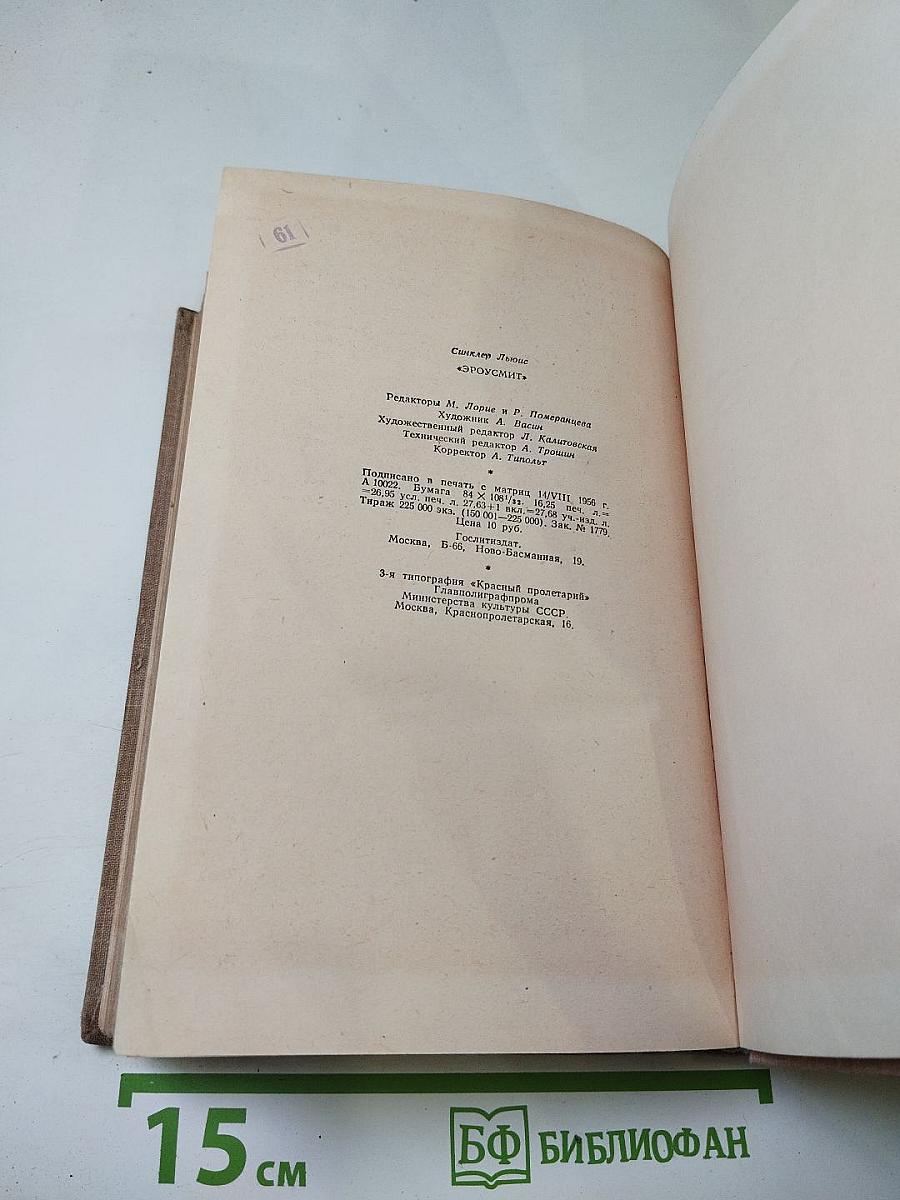 61
Синклер Льюис
«ЭРОУСМИТ»
Редакторы М. Лорие и Р. Померанцева
Художник А. Васин
Художественный редактор Л. Калитовская
Технический редактор А. Трошин
Корректор А. Типольт
*
Подписано в печать с матриц 14/VIII 1956 г.
А 10022. Бумага 84 × 108¹/₃₂. 16,25 печ. л.=
=26,95 усл. печ. л. 27,63+1 вкл.=27,68 уч.-изд. л.
Тираж 225 000 экз. (150 001—225 000). Зак. № 1779.
Цена 10 руб.
Гослитиздат.
Москва, Б-66, Ново-Басманная, 19.
*
3-я типография «Красный пролетарий»
Главполиграфпрома
Министерства культуры СССР.
Москва, Краснопролетарская, 16.
15 см
БФ БИБЛИОФАН